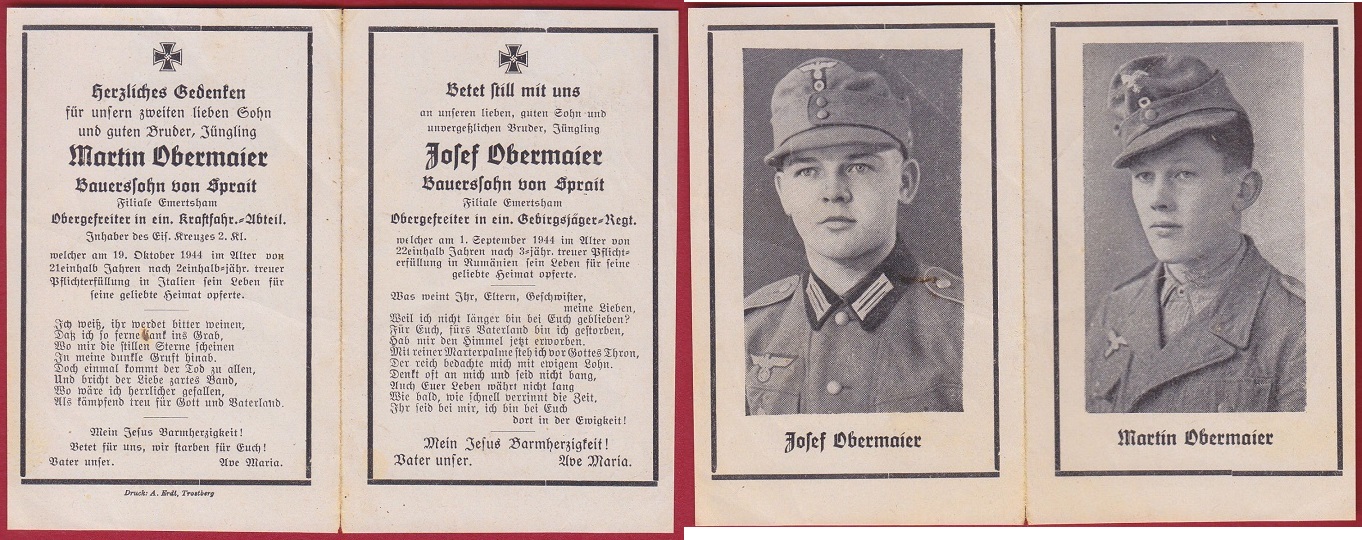 Herzliches Gedenken
für unsern zweiten lieben Sohn
und guten Bruder, Jüngling
Martin Obermaier
Bauerssohn von Sprait
Filiale Emertsham
Obergefreiter in ein. Kraftfahr.-Abteil.
Inhaber des Eis. Kreuzes 2. Kl.
welcher am 19. Oktober 1944 im Alter von
21einhalb Jahren nach 2einhalb-jähr. treuer
Pflichterfüllung in Italien sein Leben für
seine geliebte Heimat opferte.
Ich weiß, ihr werdet bitter weinen,
Daß ich so ferne sank ins Grab,
Wo mir die stillen Sterne scheinen
In meine dunkle Gruft hinab.
Doch einmal kommt der Tod zu allen,
Und bricht der Liebe zartes Band,
Wo wäre ich herrlicher gefallen,
Als kämpfend treu für Gott und Vaterland.
Mein Jesus Barmherzigkeit!
Betet für uns, wir starben für Euch!
Vater unser. Ave Maria.
Druck: A. Erdl, Trostberg
Betet still mit uns
an unseren lieben, guten Sohn und
unvergeßlichen Bruder, Jüngling
Josef Obermaier
Bauerssohn von Sprait
Filiale Emertsham
Obergefreiter in ein. Gebirgsjäger-Regt.
welcher am 1. September 1944 im Alter von
22einhalb Jahren nach 3-jähr. treuer Pflicht-
erfüllung in Rumänien sein Leben für seine
geliebte Heimat opferte.
Was weint Ihr, Eltern, Geschwister,
meine Lieben,
Weil ich nicht länger bin bei Euch geblieben?
Für Euch, fürs Vaterland bin ich gestorben,
Hab mir den Himmel jetzt erworben.
Mit reiner Marterpalme steh ich vor Gottes Thron,
Der reich bedachte mich mit ewigem Lohn.
Denkt oft an mich und seid nicht bang,
Auch Euer Leben währt nicht lang
Wie bald, wie schnell verrinnt die Zeit,
Ihr seid bei mir, ich bin bei Euch
dort in der Ewigkeit!
Mein Jesus Barmherzigkeit!
Vater unser. Ave Maria.
Josef Obermaier
Martin Obermaier